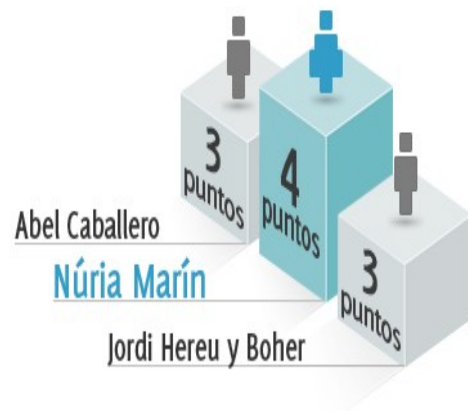 3
puntos
4
puntos
3
puntos
Abel Caballero
Núria Marín
Jordi Hereu y Boher